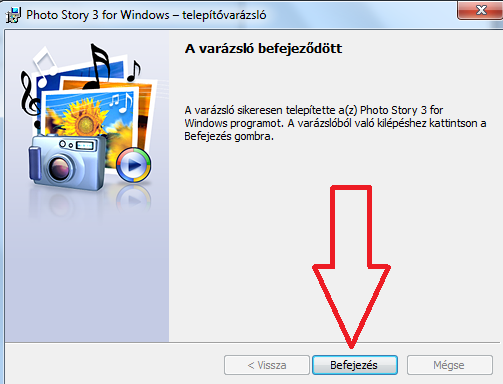 Photo Story 3 for Windows – telepítővarázsló
A varázsló befejeződött
A varázsló sikeresen telepítette a(z) Photo Story 3 for
Windows programot. A varázslóból való kilépéshez kattintson a
Befejezés gombra.
< Vissza
Befejezés
Mégse